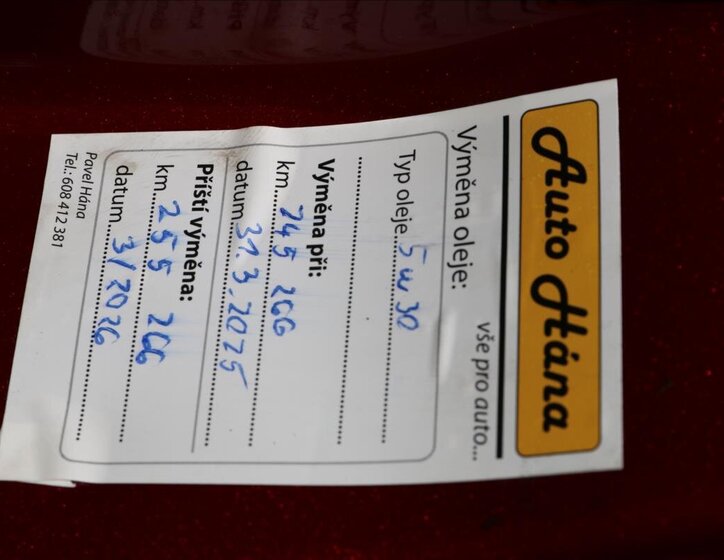 Auto Hána
vše pro auto...
Výměna oleje:
Typ oleje 5w30
Výměna při:
km 245 266
datum 31.3.2025
Příští výměna:
km 255 266
datum 3/2026
Pavel Hána
Tel.: 608 412 381